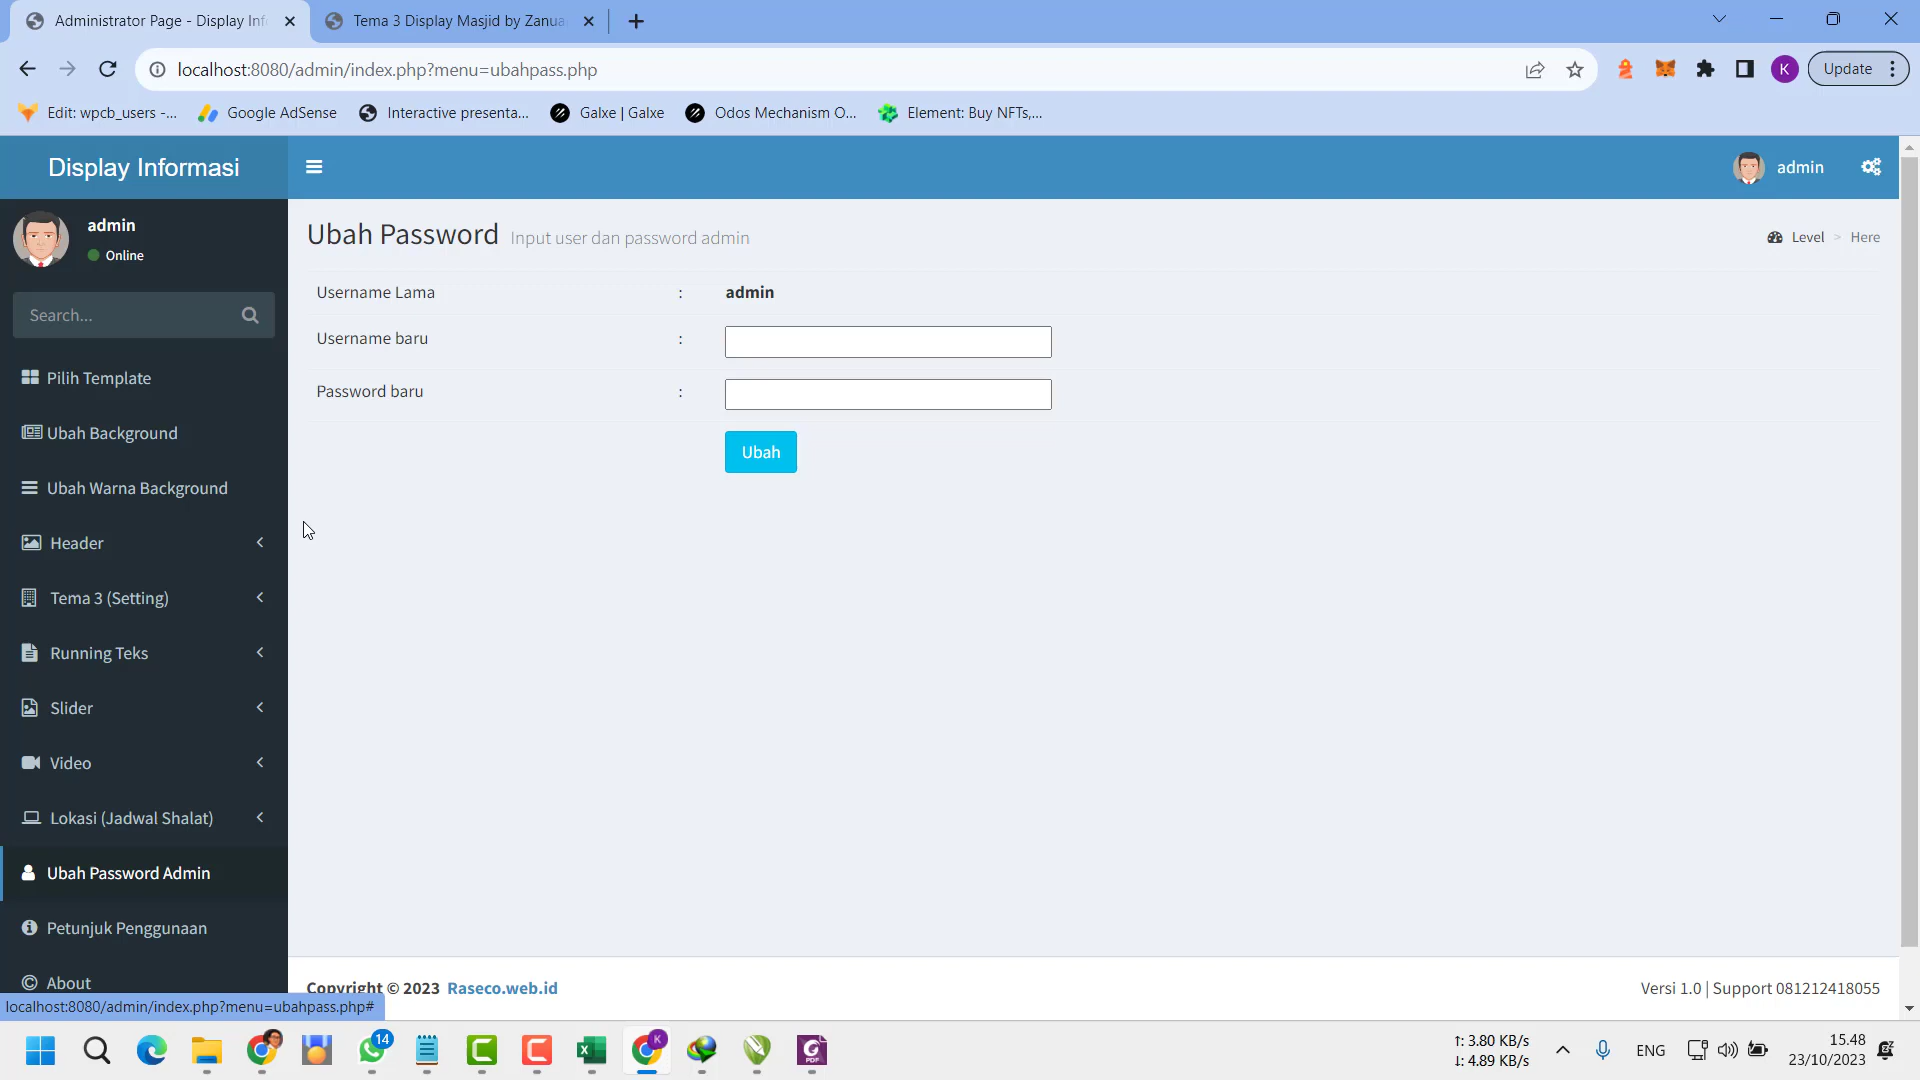 Administrator Page - Display Inf
Tema 3 Display Masjid by Zanua
localhost:8080/admin/index.php?menu=ubahpass.php
K
Update
Edit: wpcb_users -...
Google AdSense
Interactive presenta...
Galxe | Galxe
Odos Mechanism O...
Element: Buy NFTs,...
Display Informasi
admin
admin
Online
Ubah Password Input user dan password admin
Level > Here
Search...
Username Lama : admin
Username baru :
Password baru :
Ubah
Pilih Template
Ubah Background
Ubah Warna Background
Header
Tema 3 (Setting)
Running Teks
Slider
Video
Lokasi (Jadwal Shalat)
Ubah Password Admin
Petunjuk Penggunaan
About
Copyright © 2023 Raseco.web.id
Versi 1.0 | Support 081212418055
localhost:8080/admin/index.php?menu=ubahpass.php#
14
K
PDF
↑: 3.80 KB/s
↓: 4.89 KB/s
ENG
15.48
23/10/2023